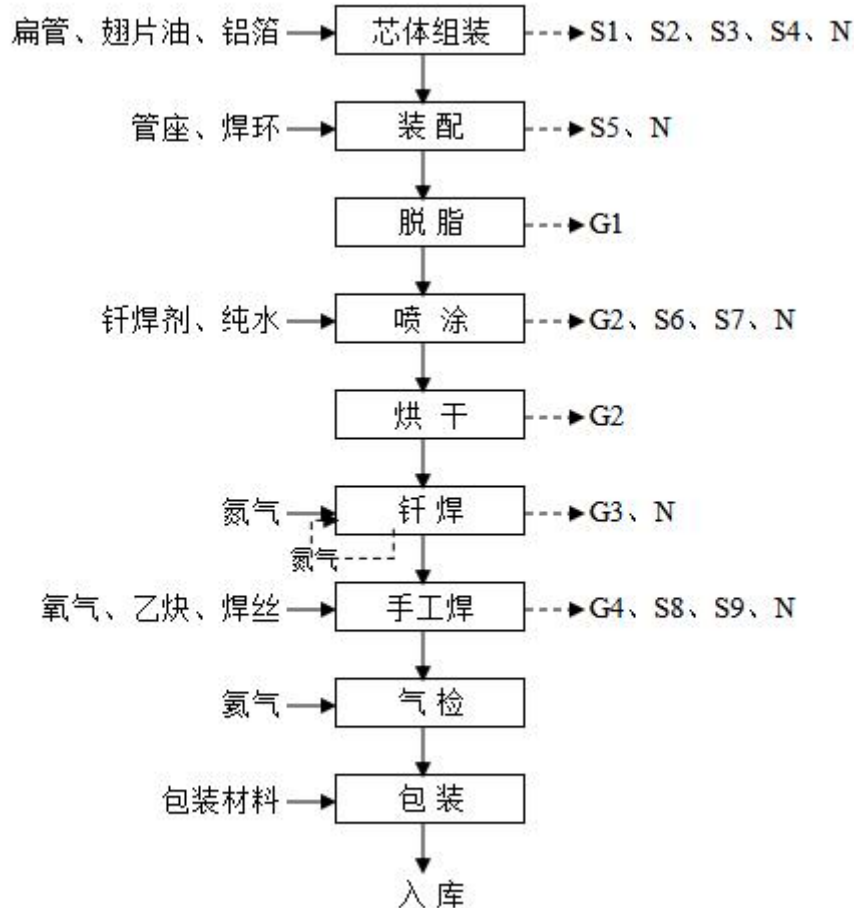 扁管、翅片油、铝箔 芯体组装 S1、S2、S3、S4、N
管座、焊环 装配 S5、N
脱脂 G1
钎焊剂、纯水 喷涂 G2、S6、S7、N
烘干 G2
氮气 钎焊 G3、N
氮气
氧气、乙炔、焊丝 手工焊 G4、S8、S9、N
氦气 气检
包装材料 包装
入库